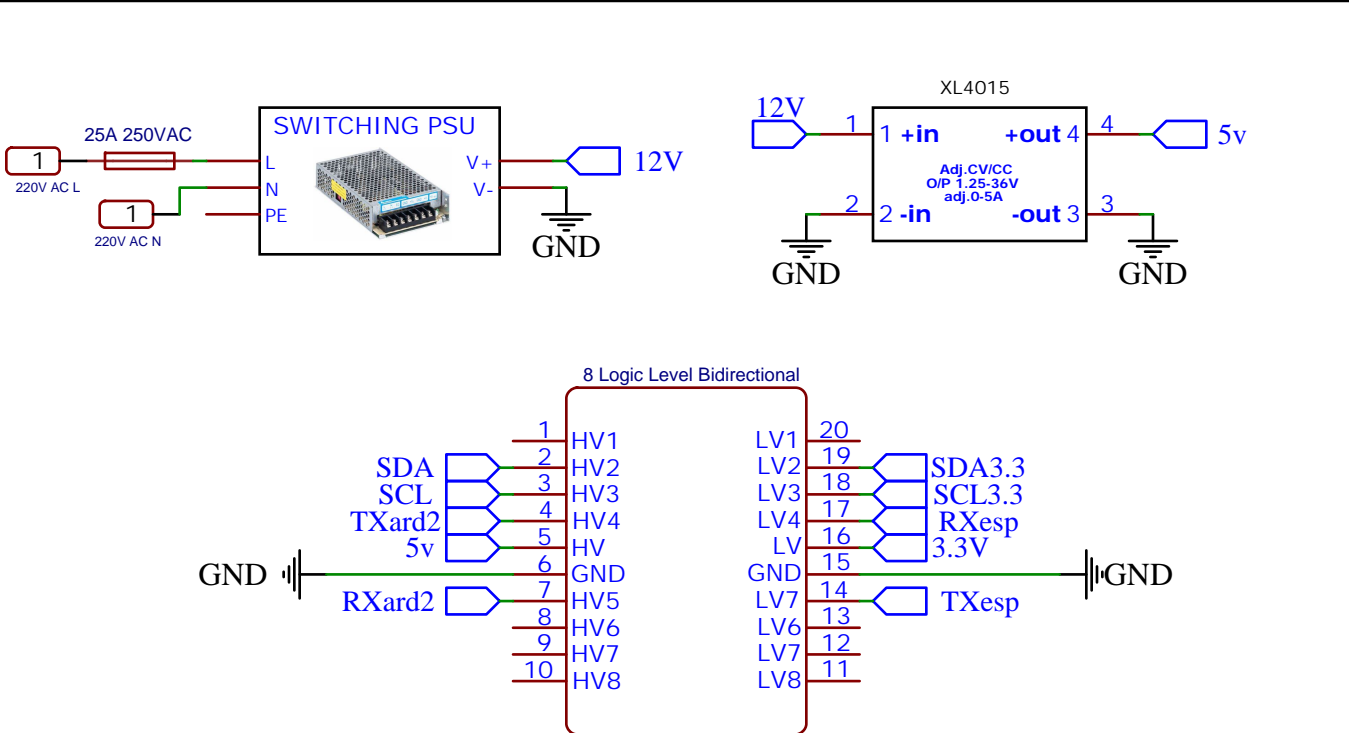 25A 250VAC
1
220V AC L
1
220V AC N
SWITCHING PSU
L
N
PE
V+
V-
12V
GND
XL4015
12V
1
1 +in
+out 4
4
5v
Adj.CV/CC
O/P 1.25-36V
adj.0-5A
2
2 -in
-out 3
3
GND
GND
8 Logic Level Bidirectional
1
HV1
LV1
20
SDA
2
HV2
LV2
19
SDA3.3
SCL
3
HV3
LV3
18
SCL3.3
TXard2
4
HV4
LV4
17
RXesp
5v
5
HV
LV
16
3.3V
GND
6
GND
GND
15
GND
RXard2
7
HV5
LV7
14
TXesp
8
HV6
LV6
13
9
HV7
LV7
12
10
HV8
LV8
11